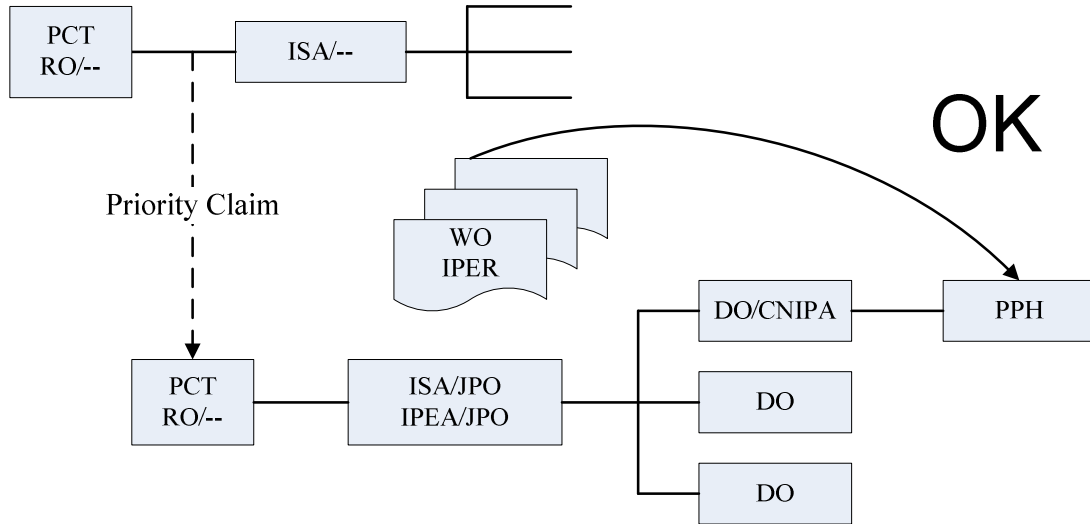 PCT
RO/--
ISA/--
OK
Priority Claim
WO
IPER
DO/CNIPA
PPH
PCT
RO/--
ISA/JPO
IPEA/JPO
DO
DO